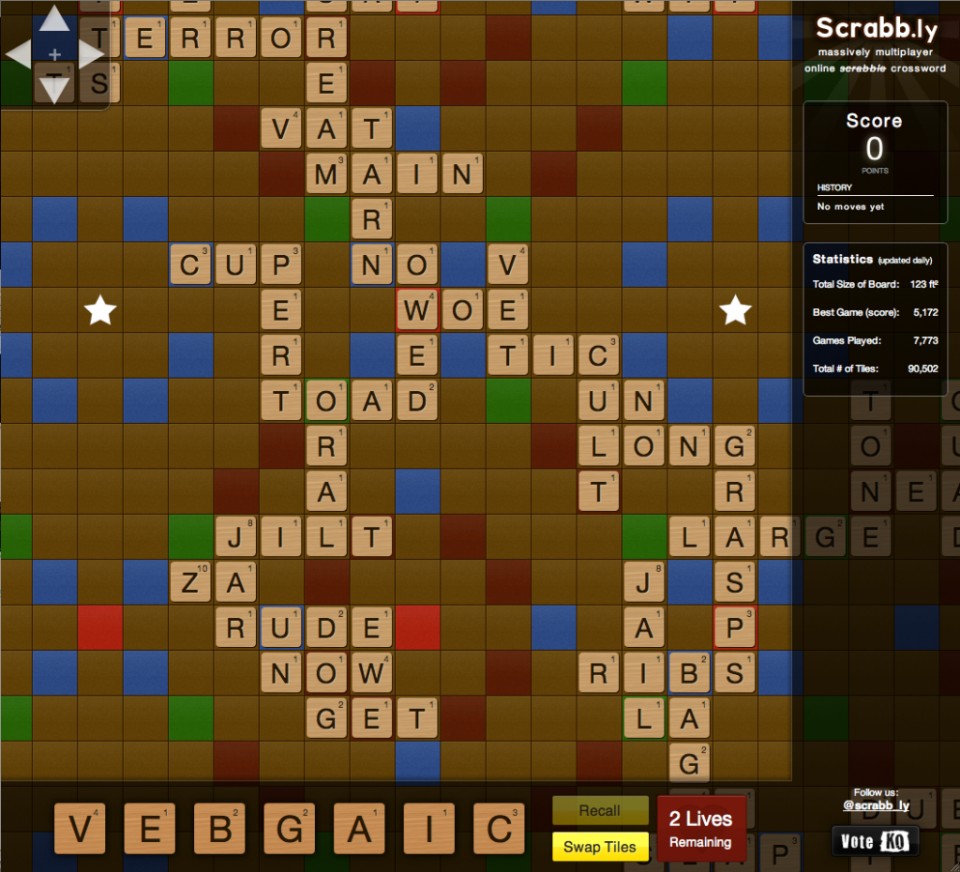 TERROR
T S E
VAT
MAIN
R
CUP NO V
E WOE
R E TIC
TOAD UN T
R LONG O
A T R NE
JILT LARGE
ZA J S
RUDE A P
NOW RIBS
GET LA
G
Scrabb.ly
massively multiplayer
online scrabble crossword
Score
0
POINTS
HISTORY
No moves yet
Statistics (updated daily)
Total Size of Board: 123 ft²
Best Game (score): 5,172
Games Played: 7,773
Total # of Tiles: 90,502
V E B G A I C
Recall
Swap Tiles
2 Lives
Remaining
Follow us:
@scrabb_ly
Vote KO